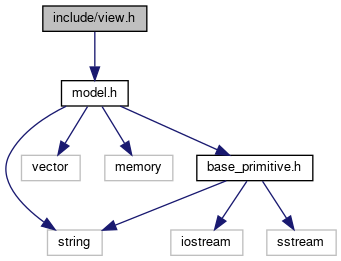 include/view.h
model.h
vector
memory
base_primitive.h
string
iostream
sstream